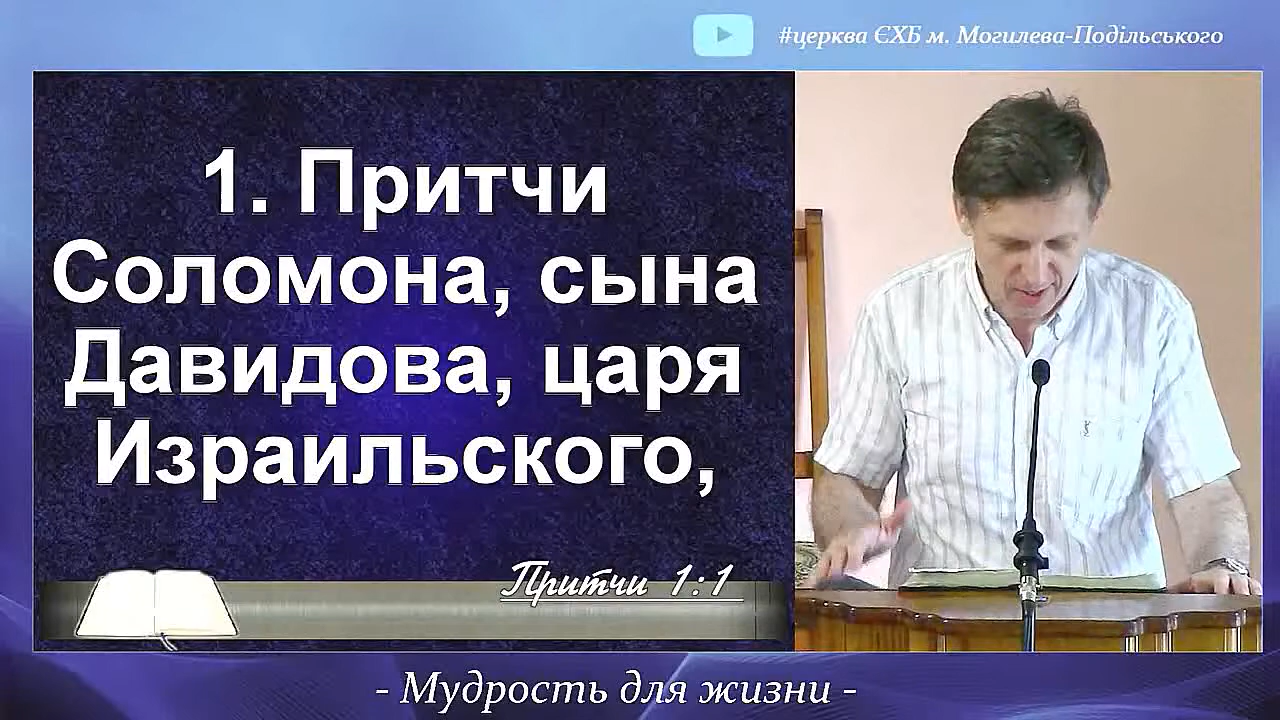 #церква ЄХБ м. Могилева-Подільського
1. Притчи
Соломона, сына
Давидова, царя
Израильского,
Притчи 1:1
- Мудрость для жизни -